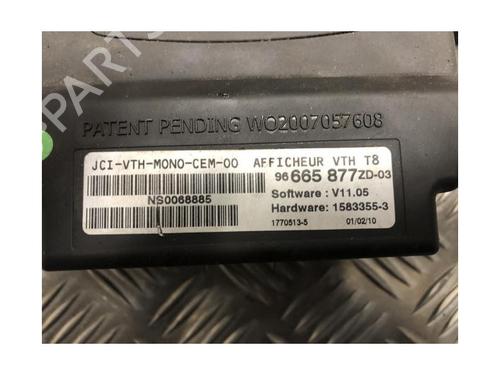 PARTS
PATENT PENDING WO2007057608
JCI-VTH-MONO-CEM-00 AFFICHEUR VTH T8
96 665 877ZD-03
NS0068885
Software : V11.05
Hardware: 1583355-3
1770513-5 01/02/10